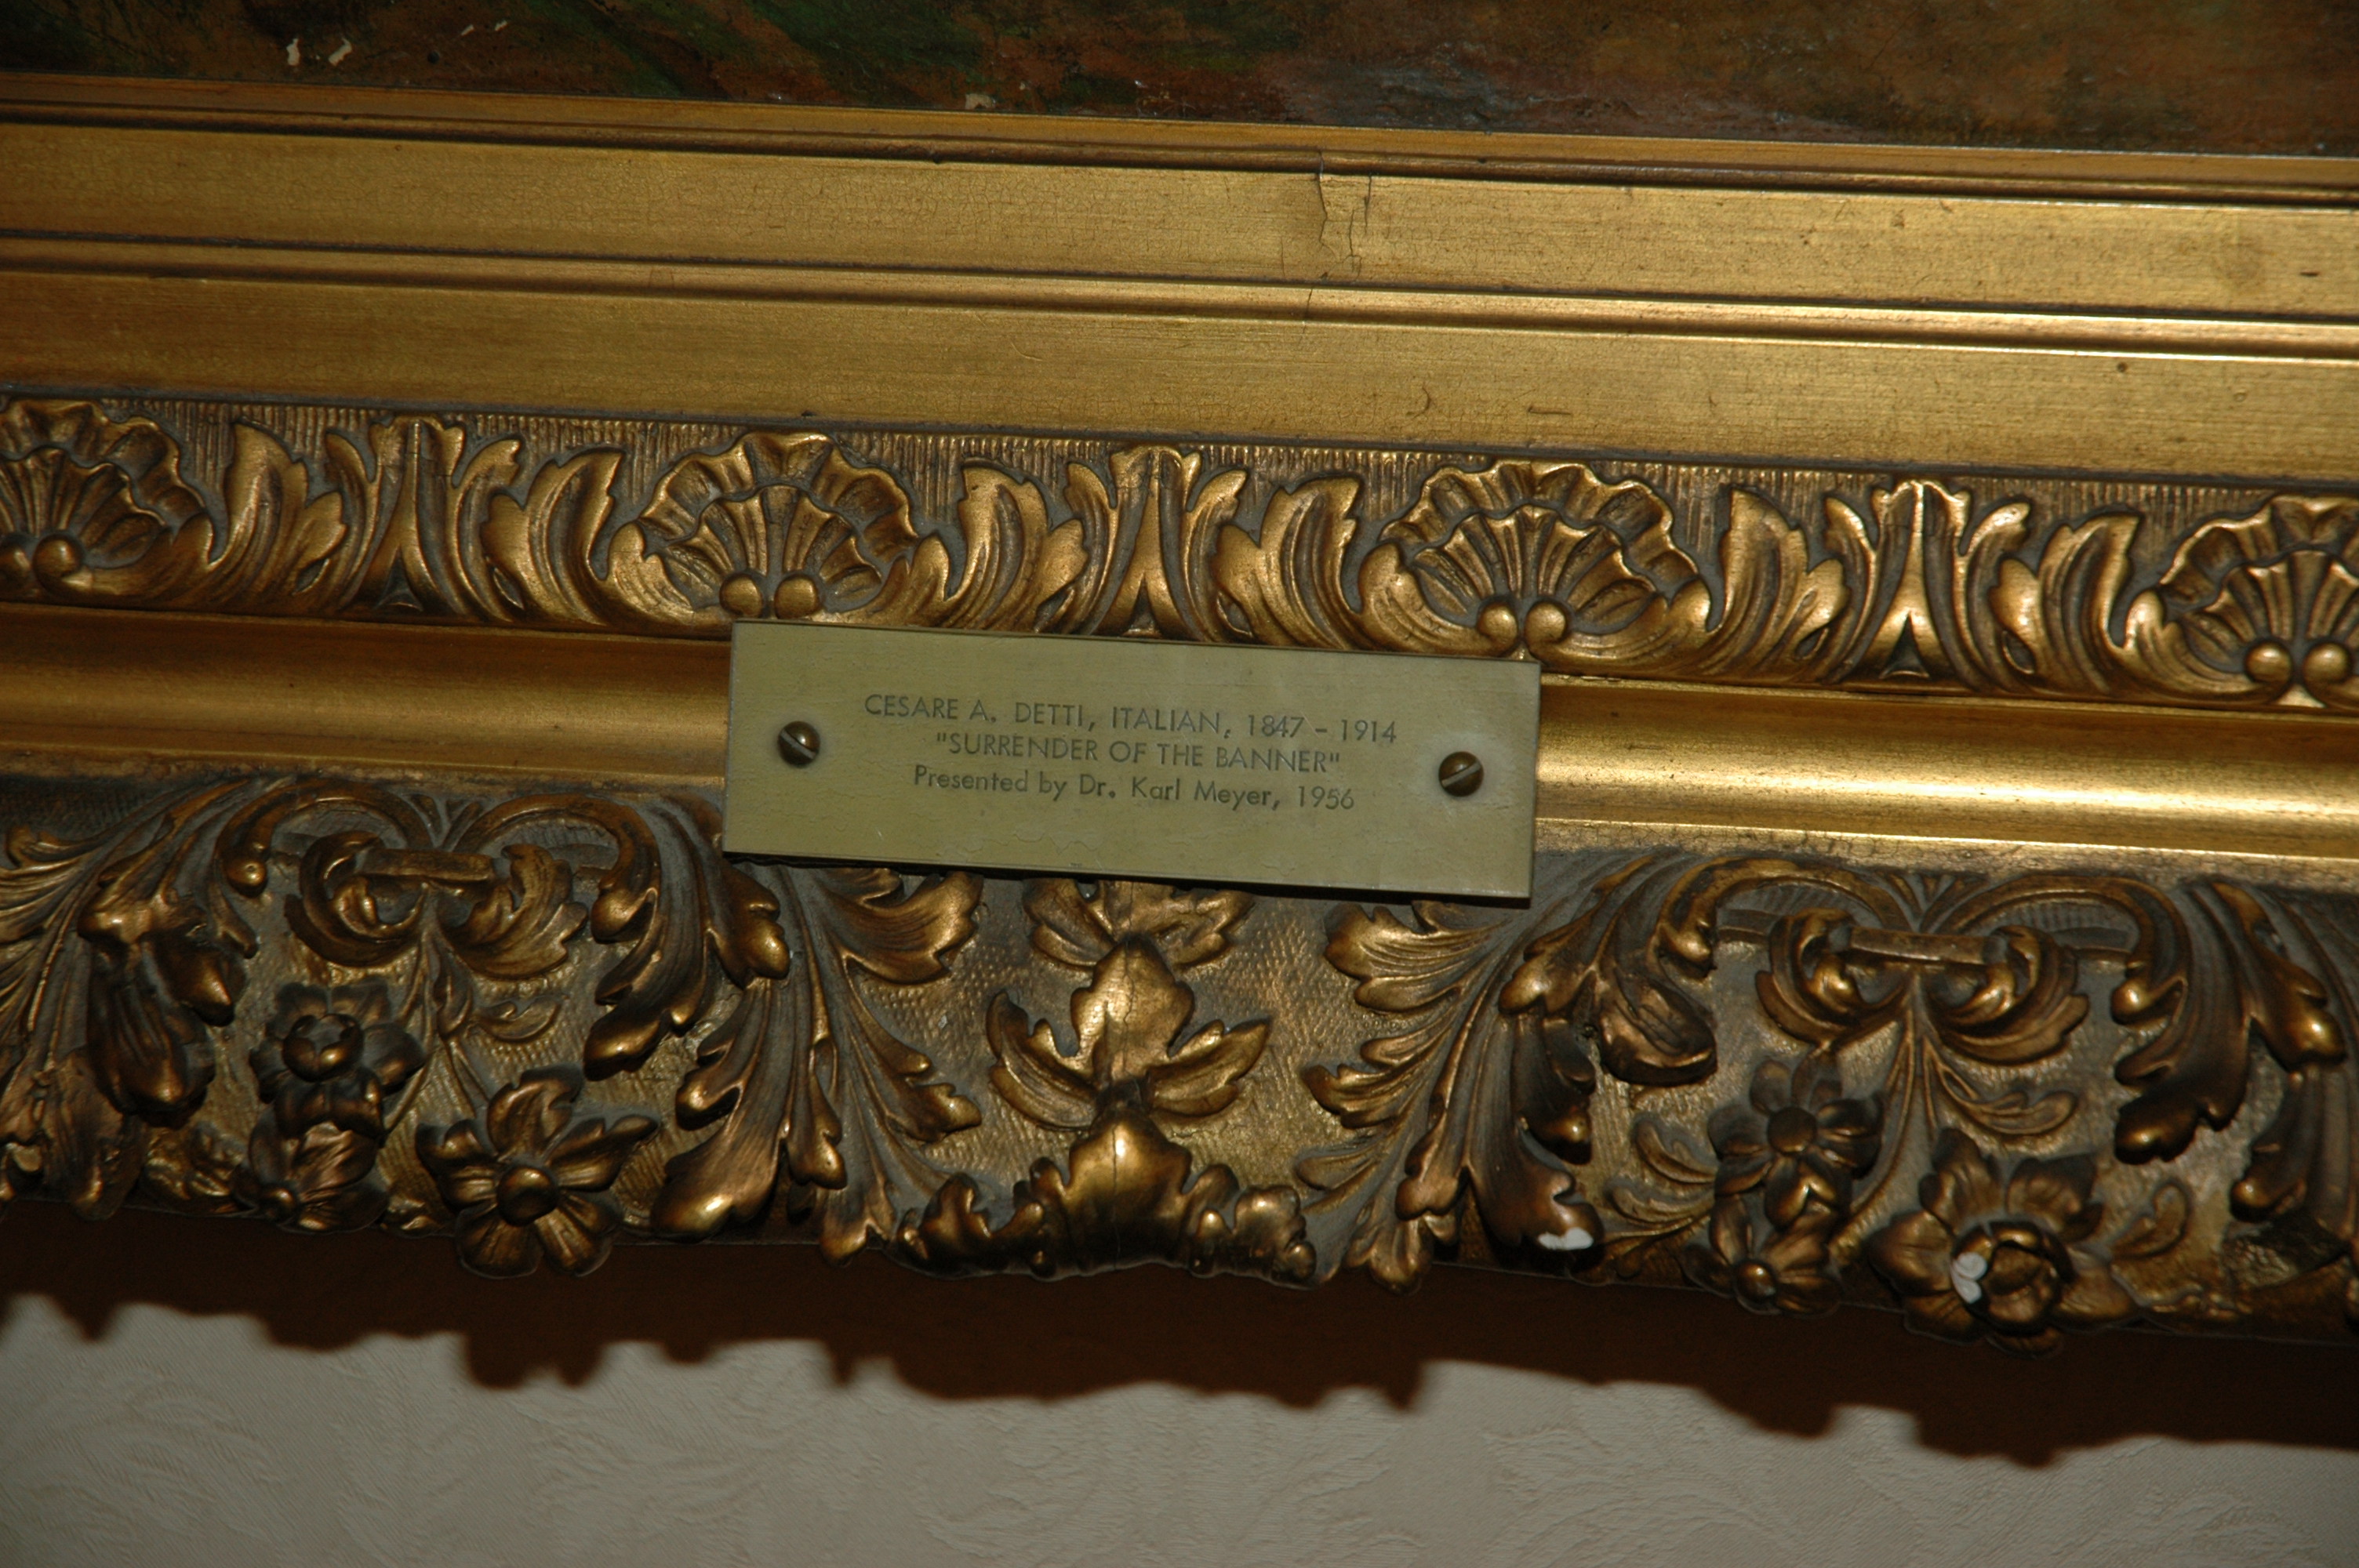 CESARE A. DETTI, ITALIAN, 1847 - 1914
"SURRENDER OF THE BANNER"
Presented by Dr. Karl Meyer, 1956